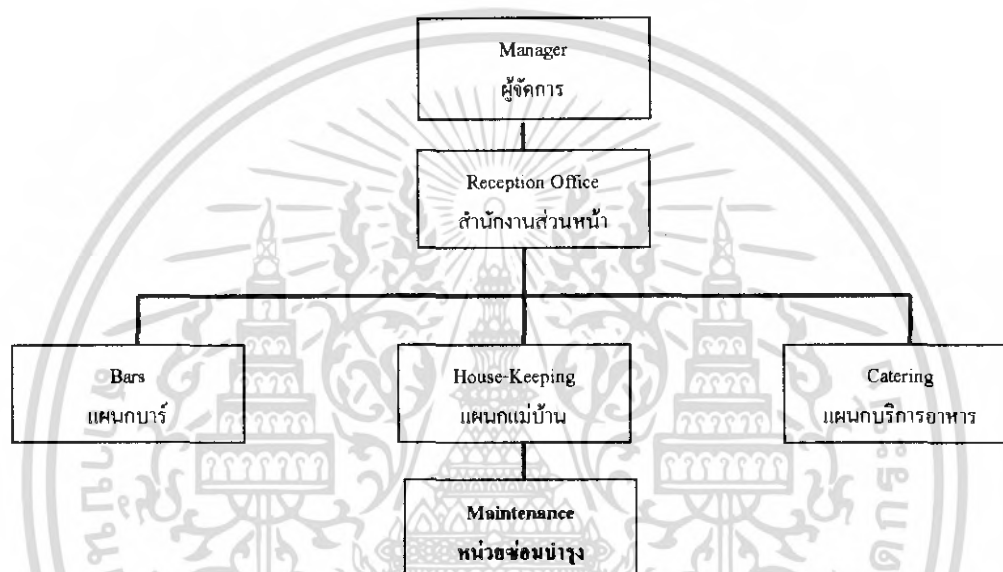 Manager
ผู้จัดการ
Reception Office
สำนักงานส่วนหน้า
Bars
แผนกบาร์
House-Keeping
แผนกแม่บ้าน
Catering
แผนกบริการอาหาร
Maintenance
หน่วยซ่อมบำรุง